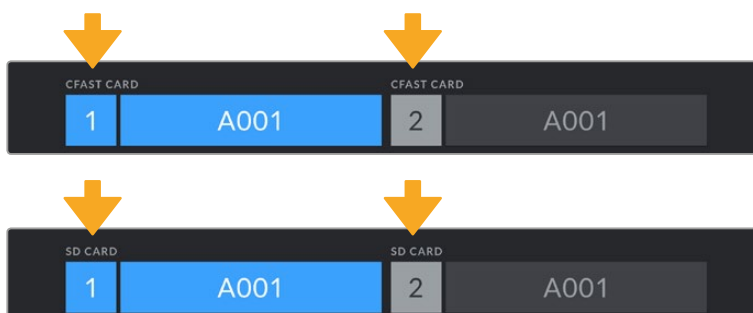 CFAST CARD CFAST CARD
1 A001 2 A001
SD CARD SD CARD
1 A001 2 A001